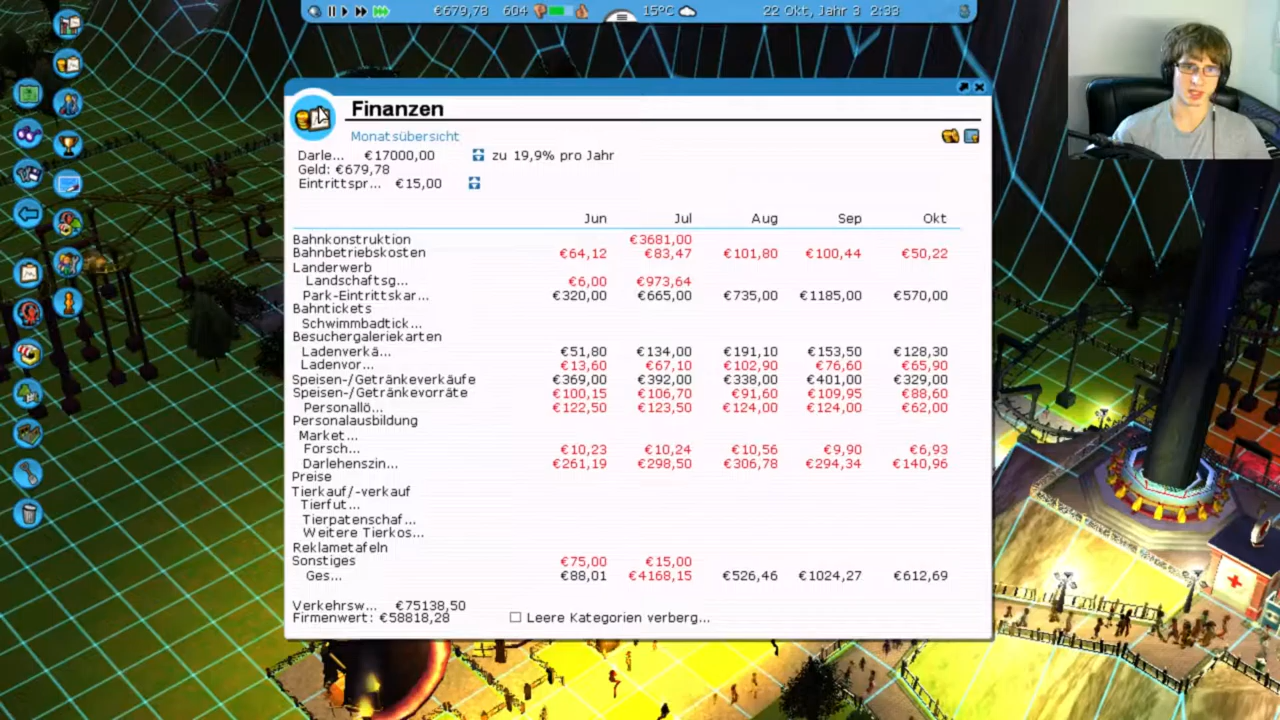 €679,78 604 15°C 22 Okt, Jahr 3 2:33
Finanzen
Monatsübersicht
Darle... €17000,00 zu 19,9% pro Jahr
Geld: €679,78
Eintrittspr... €15,00
Jun Jul Aug Sep Okt
Bahnkonstruktion €3681,00
Bahnbetriebskosten €64,12 €83,47 €101,80 €100,44 €50,22
Landerwerb
Landschaftsg... €6,00 €973,64
Park-Eintrittskar... €320,00 €665,00 €735,00 €1185,00 €570,00
Bahntickets
Schwimmbadtick...
Besuchergaleriekarten
Ladenverkä... €51,80 €134,00 €191,10 €153,50 €128,30
Ladenvor... €13,60 €67,10 €102,90 €76,60 €65,90
Speisen-/Getränkeverkäufe €369,00 €392,00 €338,00 €401,00 €329,00
Speisen-/Getränkevorräte €100,15 €106,70 €91,60 €109,95 €88,60
Personallö... €122,50 €123,50 €124,00 €124,00 €62,00
Personalausbildung
Market...
Forsch... €10,23 €10,24 €10,56 €9,90 €6,93
Darlehenszin... €261,19 €298,50 €306,78 €294,34 €140,96
Preise
Tierkauf/-verkauf
Tierfut...
Tierpatenschaf...
Weitere Tierkos...
Reklametafeln
Sonstiges €75,00 €15,00
Ges... €88,01 €4168,15 €526,46 €1024,27 €612,69
Verkehrsw... €75138,50
Firmenwert: €58818,28 Leere Kategorien verberg...